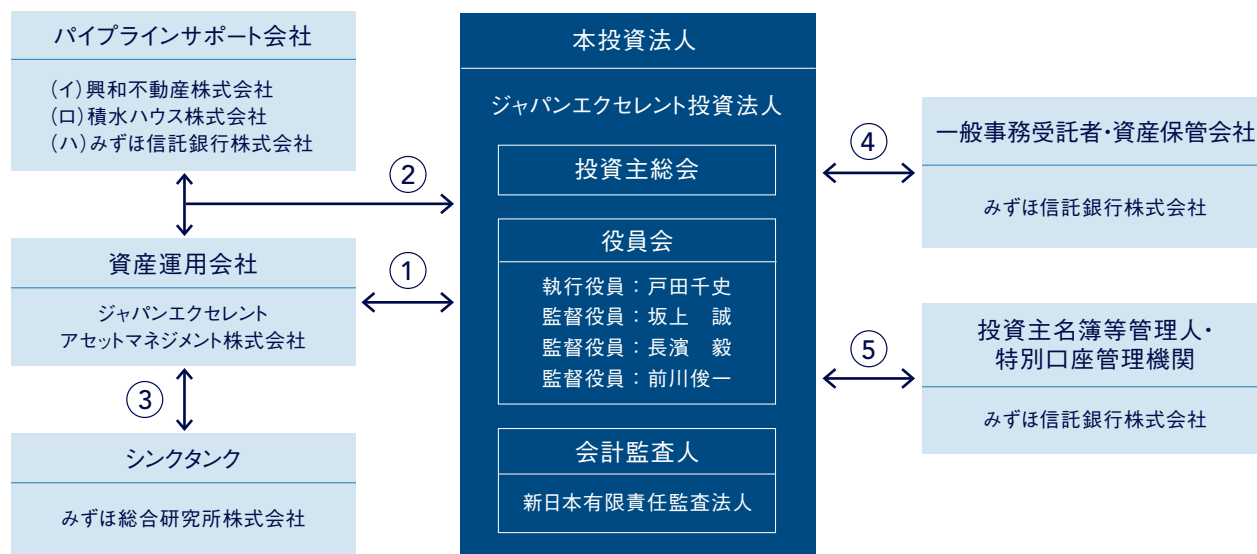 パイプラインサポート会社
(イ)興和不動産株式会社
(ロ)積水ハウス株式会社
(ハ)みずほ信託銀行株式会社
②
資産運用会社
ジャパンエクセレント
アセットマネジメント株式会社
①
③
シンクタンク
みずほ総合研究所株式会社
本投資法人
ジャパンエクセレント投資法人
投資主総会
役員会
執行役員：戸田千史
監督役員：坂上　誠
監督役員：長濱　毅
監督役員：前川俊一
会計監査人
新日本有限責任監査法人
④
一般事務受託者・資産保管会社
みずほ信託銀行株式会社
⑤
投資主名簿等管理人・
特別口座管理機関
みずほ信託銀行株式会社